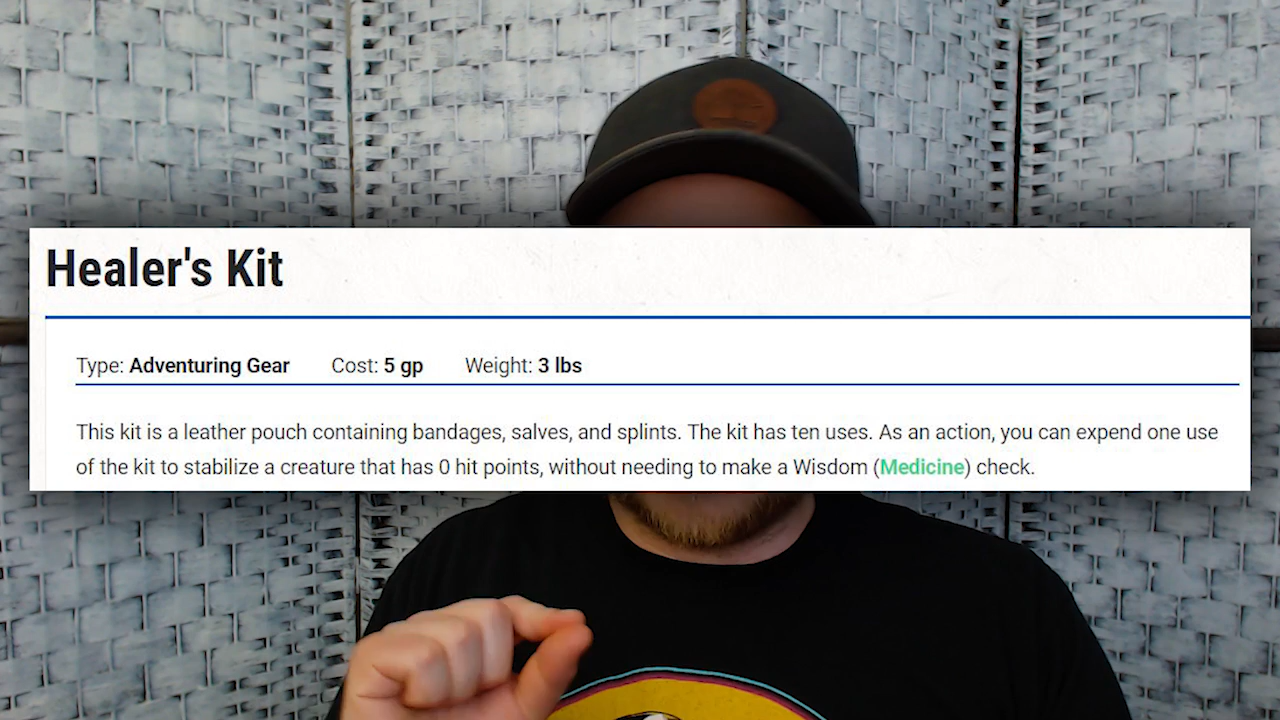 Healer's Kit
Type: Adventuring Gear Cost: 5 gp Weight: 3 lbs
This kit is a leather pouch containing bandages, salves, and splints. The kit has ten uses. As an action, you can expend one use
of the kit to stabilize a creature that has 0 hit points, without needing to make a Wisdom (Medicine) check.